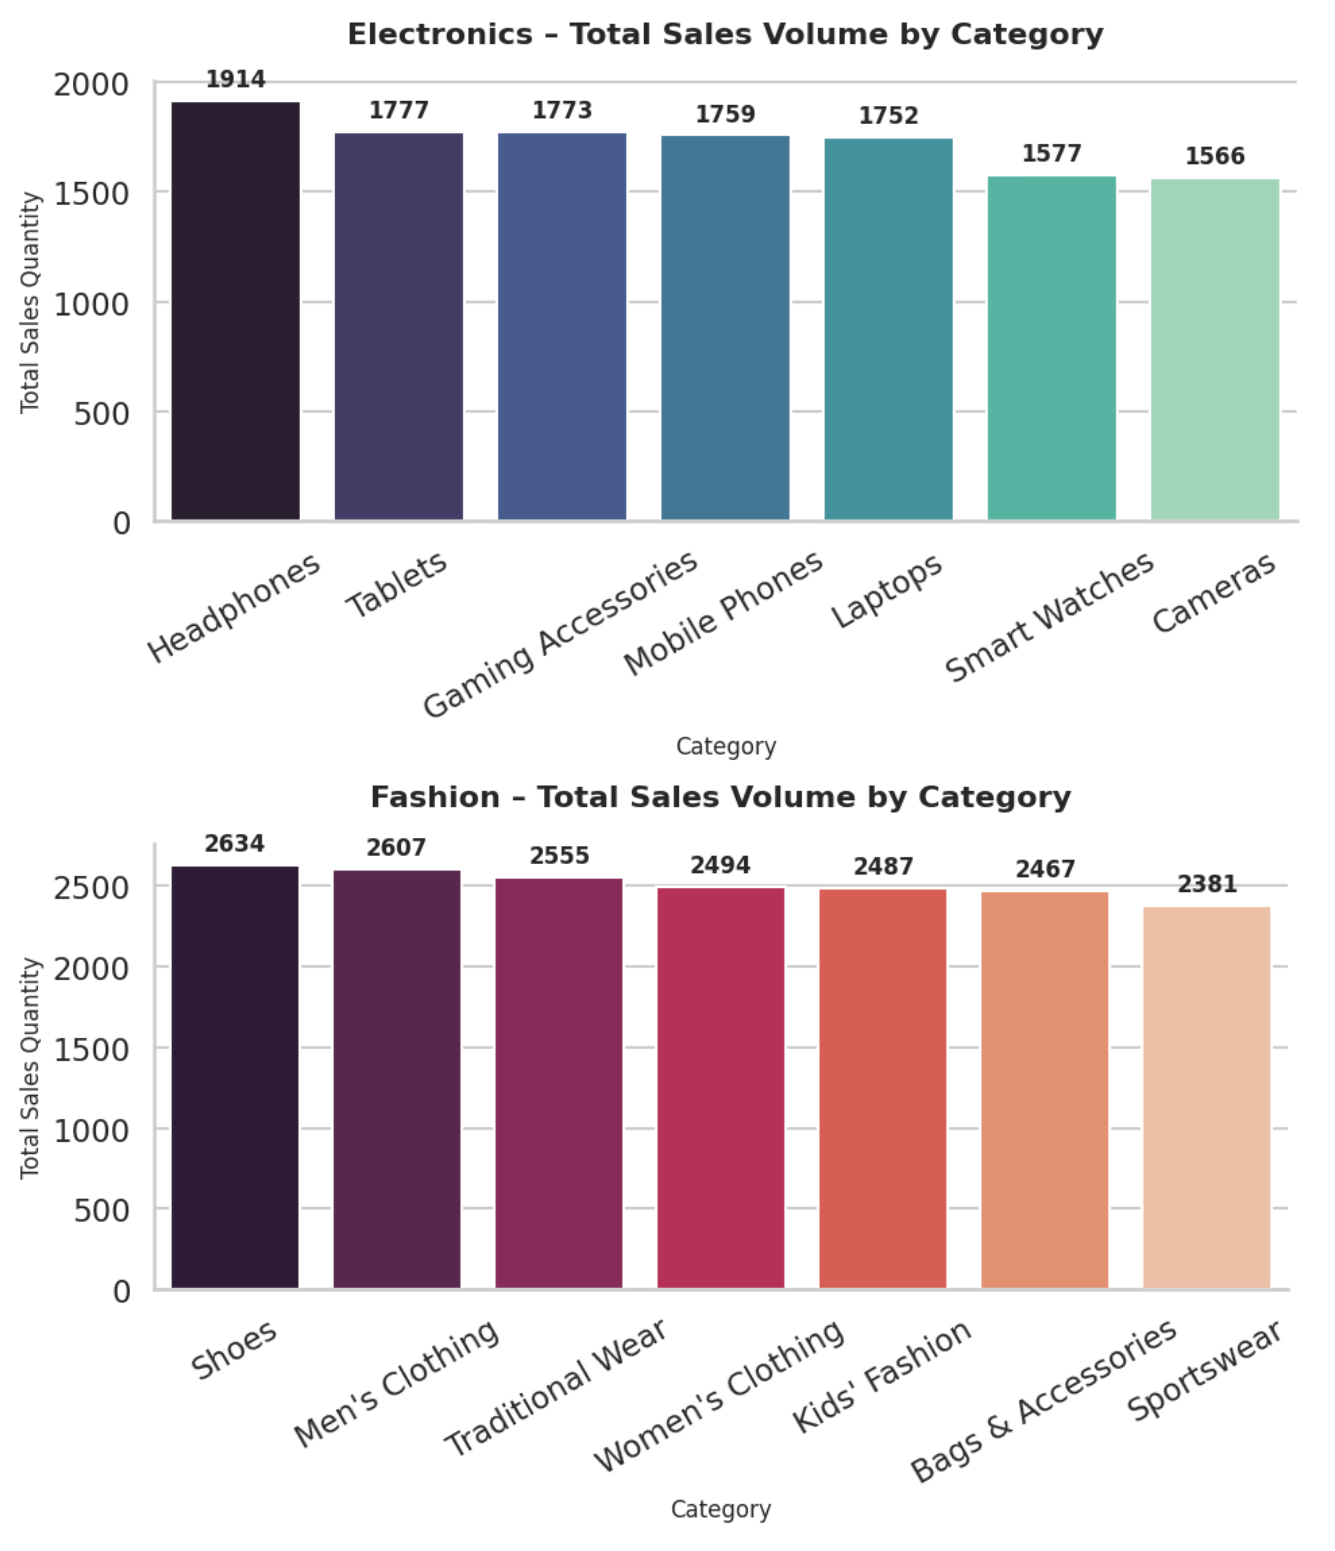 Electronics – Total Sales Volume by Category
Total Sales Quantity
2000
1500
1000
500
0
1914
1777
1773
1759
1752
1577
1566
Headphones
Tablets
Gaming Accessories
Mobile Phones
Laptops
Smart Watches
Cameras
Category
Fashion – Total Sales Volume by Category
Total Sales Quantity
2500
2000
1500
1000
500
0
2634
2607
2555
2494
2487
2467
2381
Shoes
Men's Clothing
Traditional Wear
Women's Clothing
Kids' Fashion
Bags & Accessories
Sportswear
Category